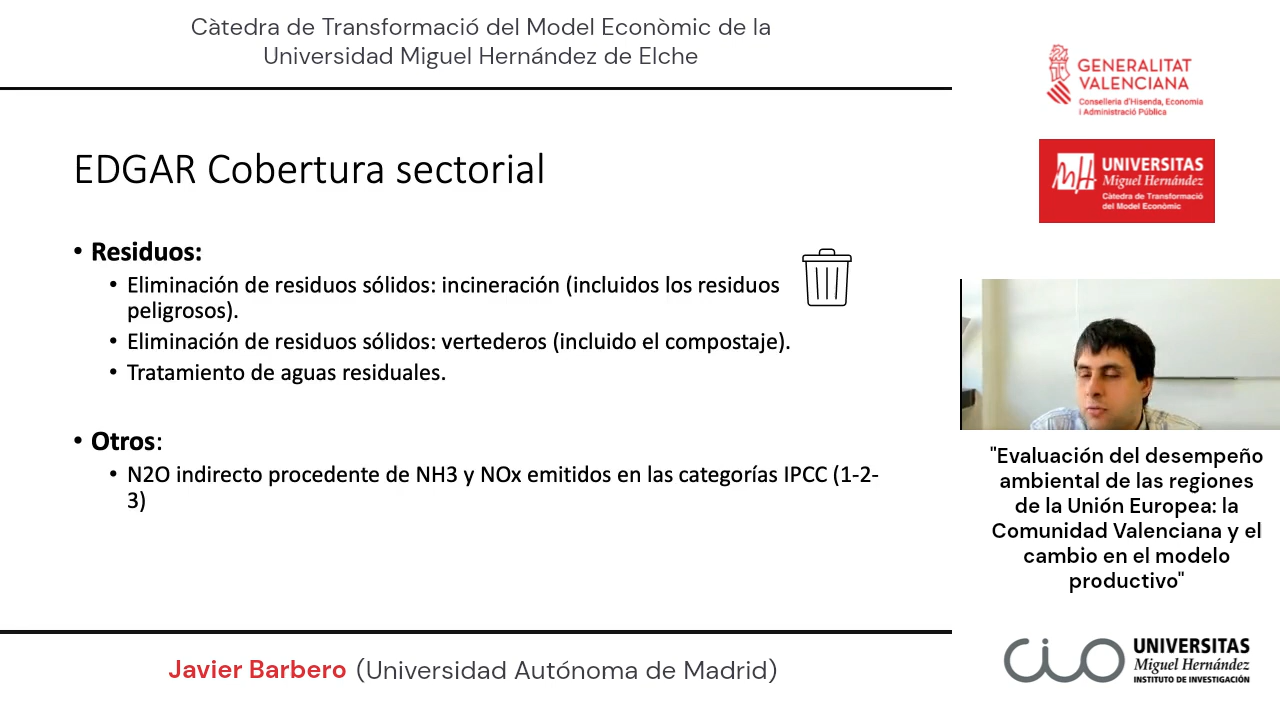 Càtedra de Transformació del Model Econòmic de la
Universidad Miguel Hernández de Elche
GENERALITAT
VALENCIANA
Conselleria d'Hisenda, Economia
i Administració Pública
UNIVERSITAS
Miguel Hernández
Càtedra de Transformació
del Model Econòmic
EDGAR Cobertura sectorial
• Residuos:
• Eliminación de residuos sólidos: incineración (incluidos los residuos
peligrosos).
• Eliminación de residuos sólidos: vertederos (incluido el compostaje).
• Tratamiento de aguas residuales.
• Otros:
• N2O indirecto procedente de NH3 y NOx emitidos en las categorías IPCC (1-2-
3)
"Evaluación del desempeño
ambiental de las regiones
de la Unión Europea: la
Comunidad Valenciana y el
cambio en el modelo
productivo"
Javier Barbero (Universidad Autónoma de Madrid)
CIO
UNIVERSITAS
Miguel Hernández
INSTITUTO DE INVESTIGACIÓN